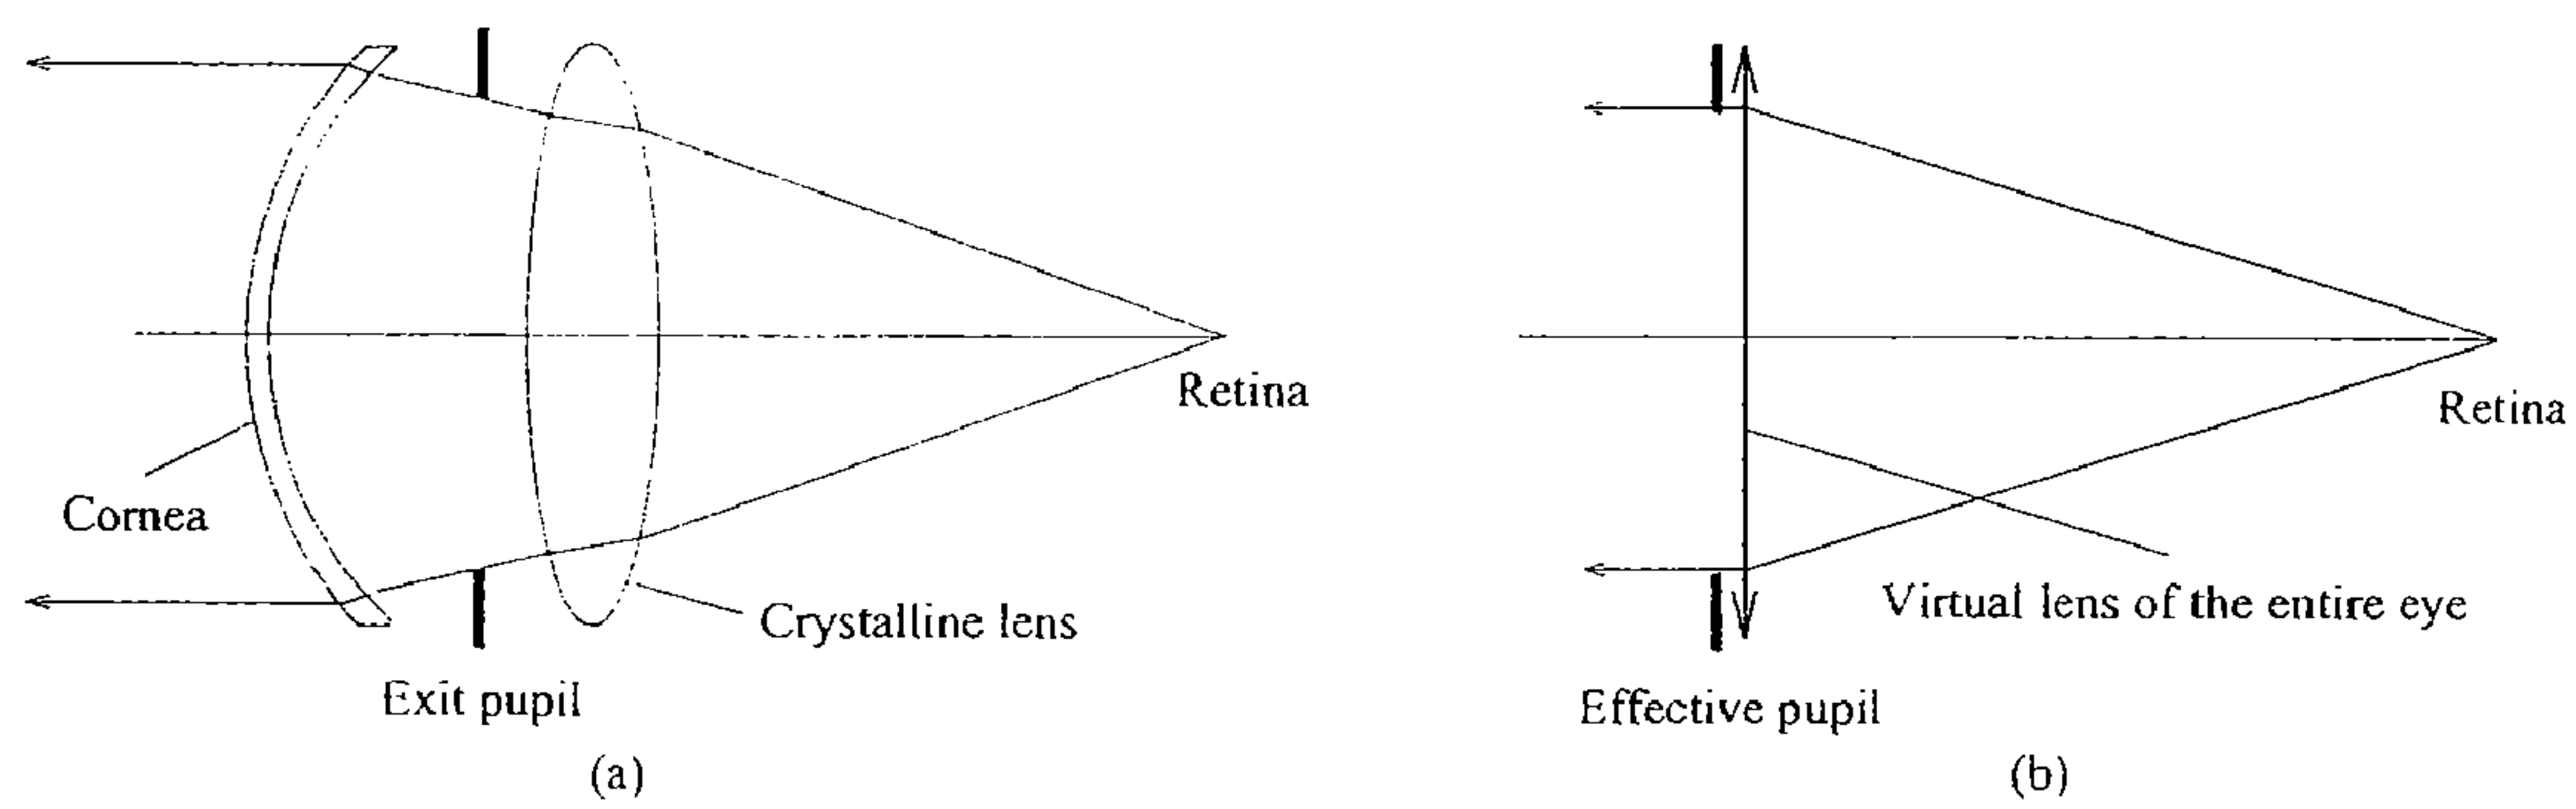 Retina
Cornea
Crystalline lens
Exit pupil
(a)
Retina
Virtual lens of the entire eye
Effective pupil
(b)